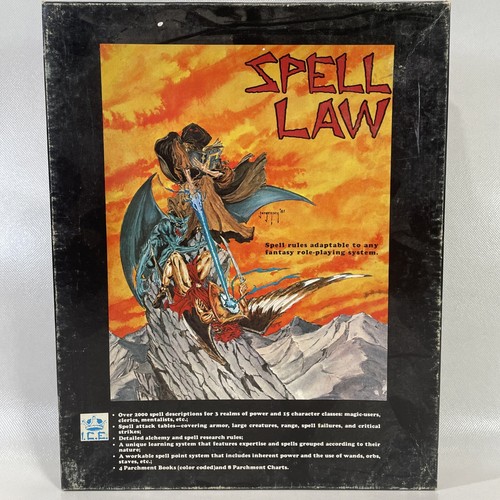 SPELL
LAW
Spell rules adaptable to any
fantasy role-playing system.
• Over 2000 spell descriptions for 3 realms of power and 15 character classes: magic-users,
clerics, mentalists, etc.;
• Spell attack tables—covering armor, large creatures, range, spell failures, and critical
strikes;
• Detailed alchemy and spell research rules;
• A unique learning system that features expertise and spells grouped according to their
nature;
• A workable spell point system that includes inherent power and the use of wands, orbs,
staves, etc.;
• 4 Parchment Books (color coded)and 8 Parchment Charts.
I.C.E.